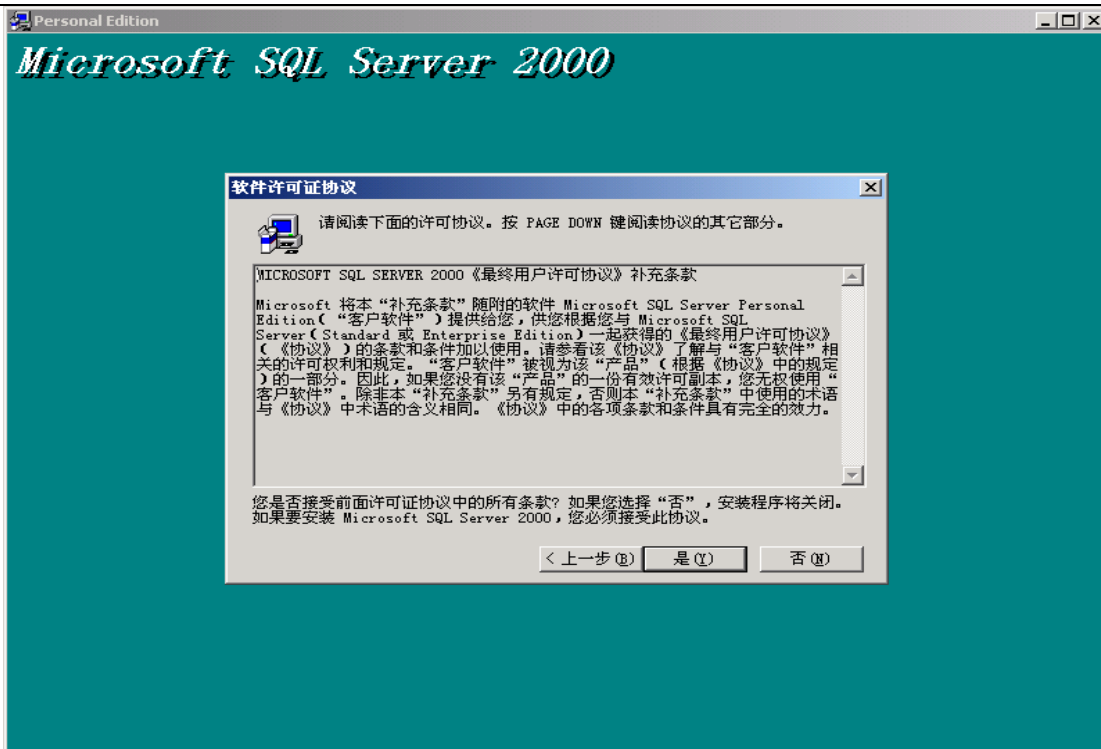 Personal Edition
Microsoft SQL Server 2000
软件许可证协议
请阅读下面的许可协议。按 PAGE DOWN 键阅读协议的其它部分。
MICROSOFT SQL SERVER 2000《最终用户许可协议》补充条款
Microsoft 将本“补充条款”随附的软件 Microsoft SQL Server Personal
Edition(“客户软件”)提供给您，供您根据您与 Microsoft SQL
Server(Standard 或 Enterprise Edition)一起获得的《最终用户许可协议》
(《协议》)的条款和条件加以使用。请参看该《协议》了解与“客户软件”相
关的许可权利和规定。“客户软件”被视为该“产品”(根据《协议》中的规定
)的一部分。因此，如果您没有该“产品”的一份有效许可副本，您无权使用“
客户软件”。除非本“补充条款”另有规定，否则本“补充条款”中使用的术语
与《协议》中术语的含义相同。《协议》中的各项条款和条件具有完全的效力。
您是否接受前面许可证协议中的所有条款? 如果您选择“否”，安装程序将关闭。
如果要安装 Microsoft SQL Server 2000，您必须接受此协议。
< 上一步(B) 是(Y) 否(N)